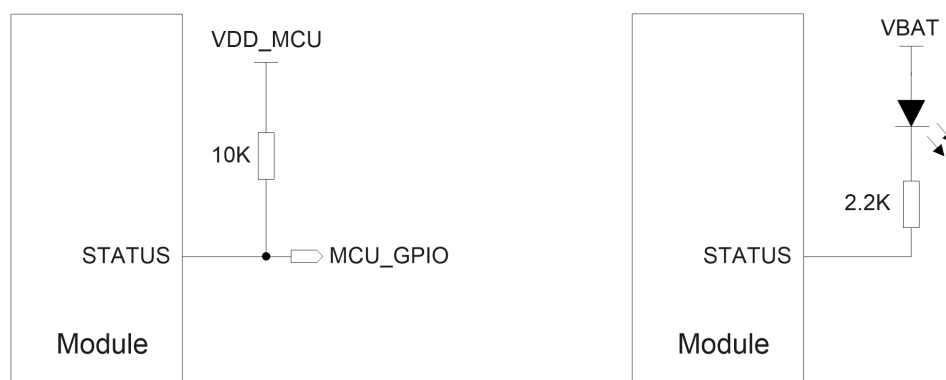 VDD_MCU
10K
STATUS
MCU_GPIO
Module
VBAT
2.2K
STATUS
Module